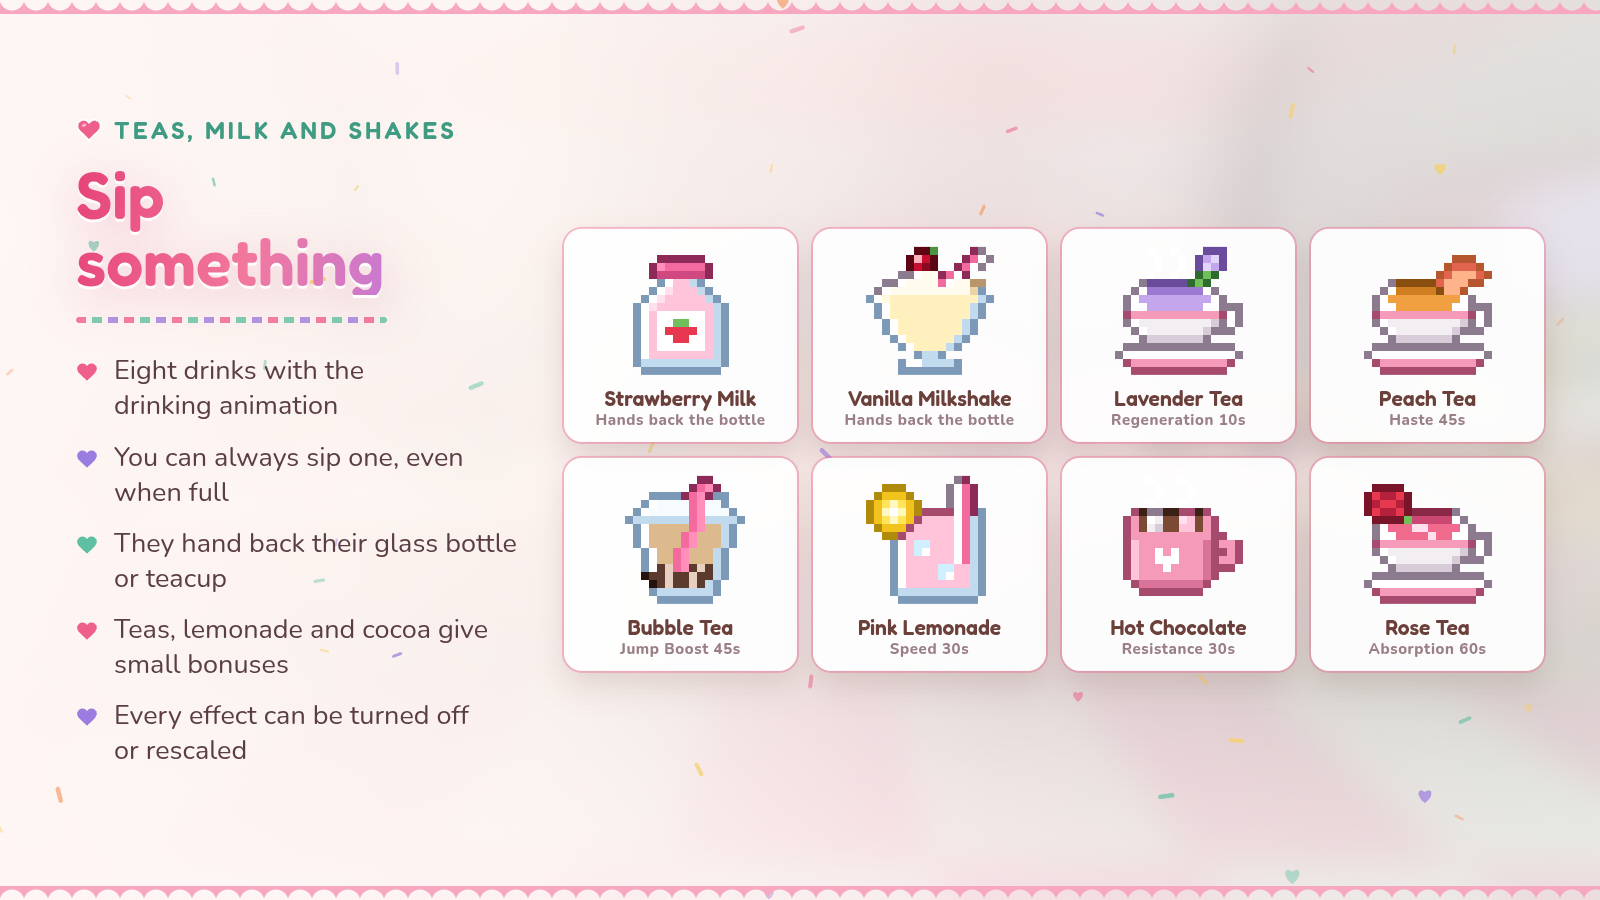 TEAS, MILK AND SHAKES
Sip
something
Eight drinks with the
drinking animation
You can always sip one, even
when full
They hand back their glass bottle
or teacup
Teas, lemonade and cocoa give
small bonuses
Every effect can be turned off
or rescaled
Strawberry Milk
Hands back the bottle
Vanilla Milkshake
Hands back the bottle
Lavender Tea
Regeneration 10s
Peach Tea
Haste 45s
Bubble Tea
Jump Boost 45s
Pink Lemonade
Speed 30s
Hot Chocolate
Resistance 30s
Rose Tea
Absorption 60s